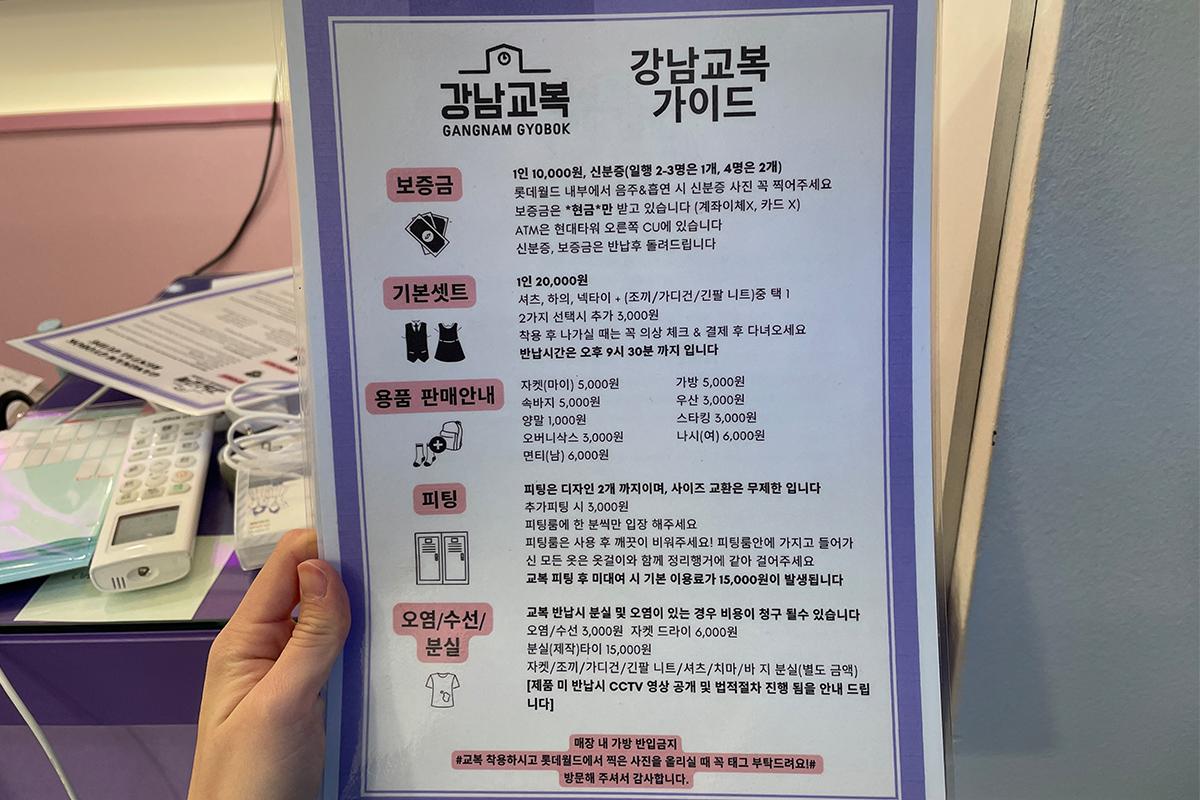 강남교복
GANGNAM GYOBOK
강남교복
가이드
보증금
1인 10,000원, 신분증(일행 2-3명은 1개, 4명은 2개)
롯데월드 내부에서 음주&흡연 시 신분증 사진 꼭 찍어주세요
보증금은 *현금*만 받고 있습니다 (계좌이체X, 카드 X)
ATM은 현대타워 오른쪽 CU에 있습니다
신분증, 보증금은 반납후 돌려드립니다
기본셋트
1인 20,000원
셔츠, 하의, 넥타이 + (조끼/가디건/긴팔 니트)중 택 1
2가지 선택시 추가 3,000원
착용 후 나가실 때는 꼭 의상 체크 & 결제 후 다녀오세요
반납시간은 오후 9시 30분 까지 입니다
용품 판매안내
자켓(마이) 5,000원 가방 5,000원
속바지 5,000원 우산 3,000원
양말 1,000원 스타킹 3,000원
오버니삭스 3,000원 나시(여) 6,000원
면티(남) 6,000원
피팅
피팅은 디자인 2개 까지이며, 사이즈 교환은 무제한 입니다
추가피팅 시 3,000원
피팅룸에 한 분씩만 입장 해주세요
피팅룸은 사용 후 깨끗이 비워주세요! 피팅룸안에 가지고 들어가
신 모든 옷은 옷걸이와 함께 정리행거에 같아 걸어주세요
교복 피팅 후 미대여 시 기본 이용료가 15,000원이 발생됩니다
오염/수선/
분실
교복 반납시 분실 및 오염이 있는 경우 비용이 청구 될수 있습니다
오염/수선 3,000원 자켓 드라이 6,000원
분실(제작)타이 15,000원
자켓/조끼/가디건/긴팔 니트/셔츠/치마/바 지 분실(별도 금액)
[제품 미 반납시 CCTV 영상 공개 및 법적절차 진행 됨을 안내 드립
니다]
매장 내 가방 반입금지
#교복 착용하시고 롯데월드에서 찍은 사진을 올리실 때 꼭 태그 부탁드려요!#
방문해 주셔서 감사합니다.